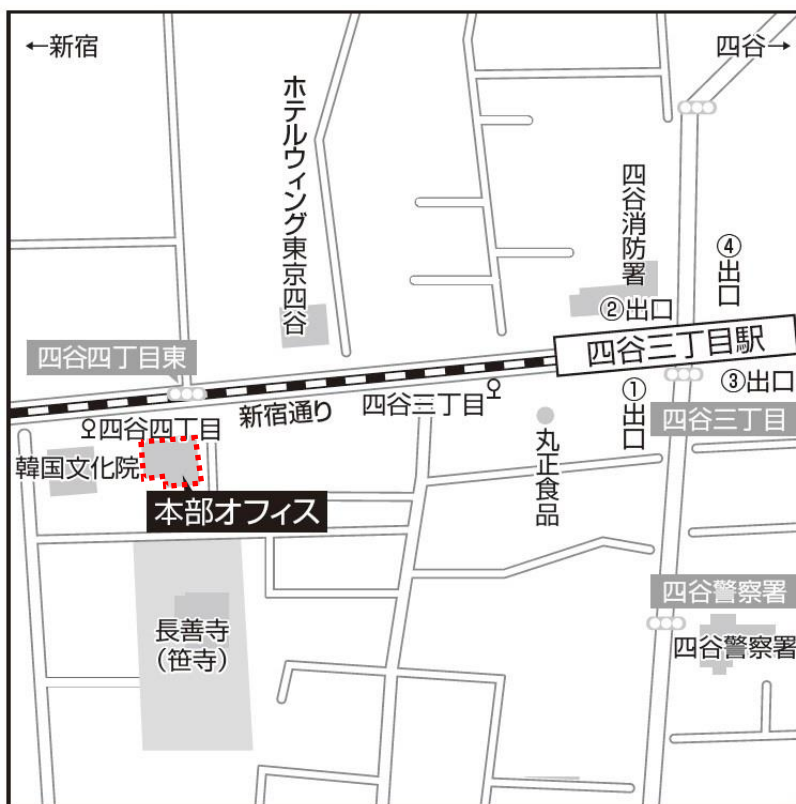 ←新宿
四谷→
ホテルウィング東京四谷
四谷消防署
④出口
②出口
四谷三丁目駅
四谷四丁目東
①出口
③出口
新宿通り
四谷三丁目
四谷三丁目
四谷四丁目
丸正食品
韓国文化院
本部オフィス
四谷警察署
長善寺
(笹寺)
四谷警察署